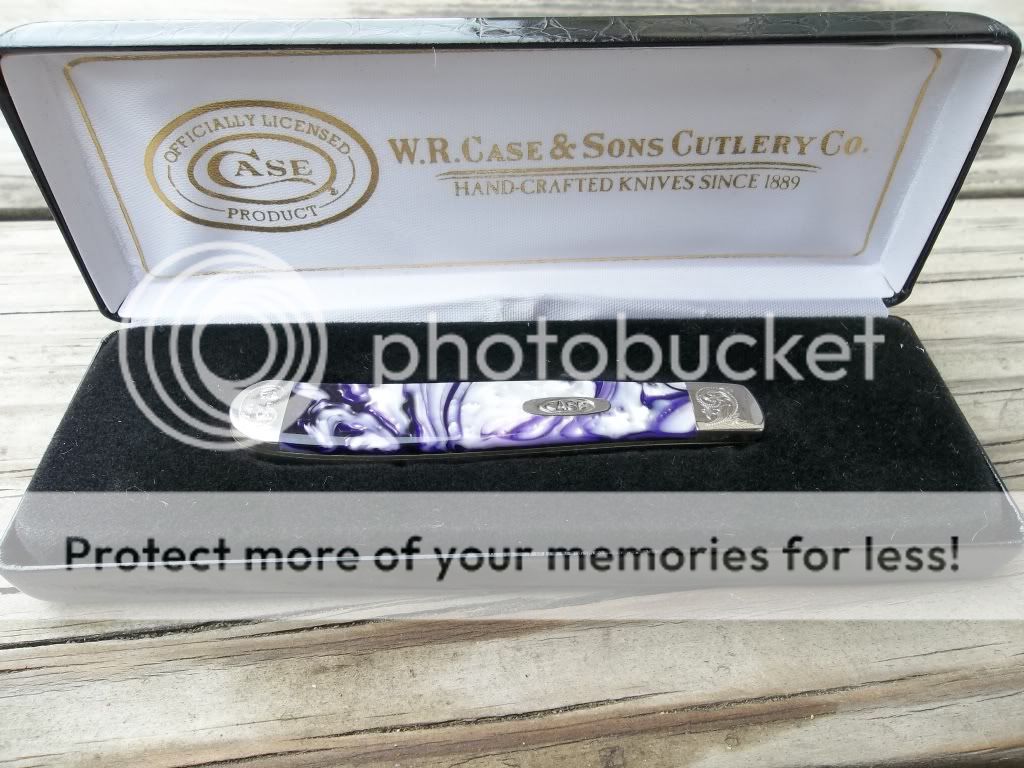 OFFICIALLY LICENSED
CASE
®
PRODUCT
W.R. CASE & SONS CUTLERY CO.
HAND-CRAFTED KNIVES SINCE 1889
photobucket
CASE
Protect more of your memories for less!